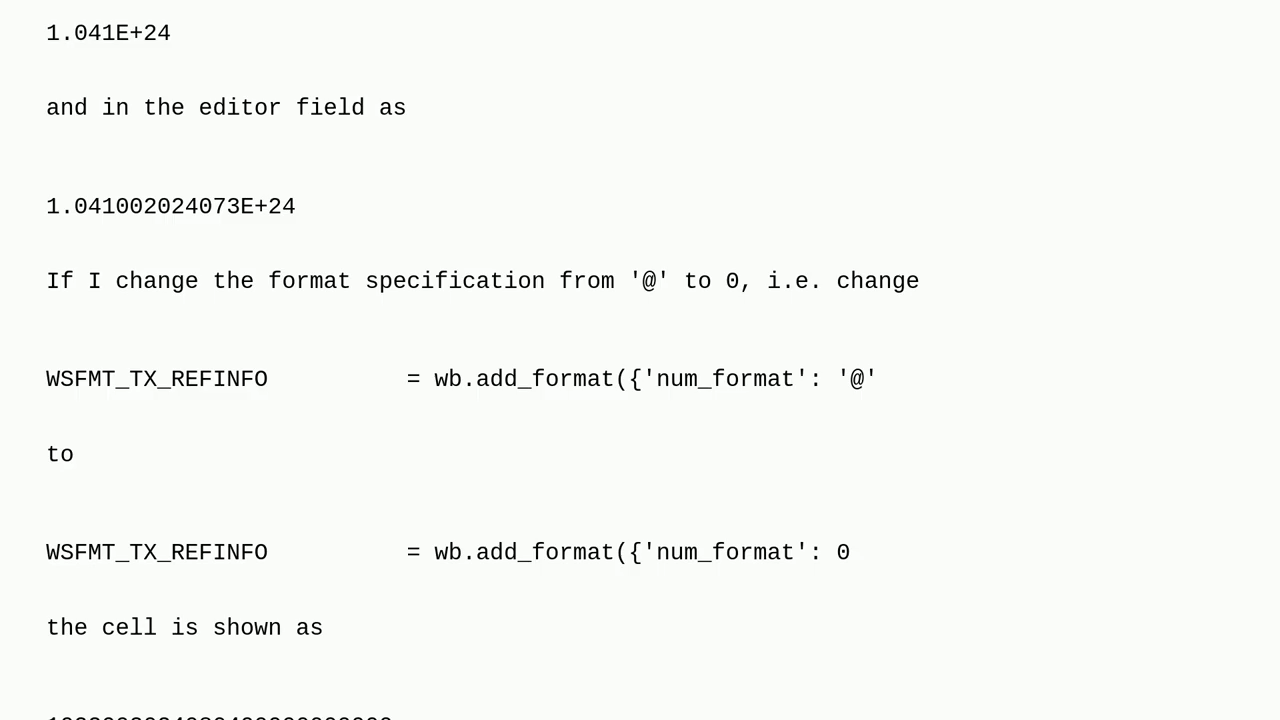 1.041E+24
and in the editor field as
1.041002024073E+24
If I change the format specification from '@' to 0, i.e. change
WSFMT_TX_REFINFO          = wb.add_format({'num_format': '@'
to
WSFMT_TX_REFINFO          = wb.add_format({'num_format': 0
the cell is shown as